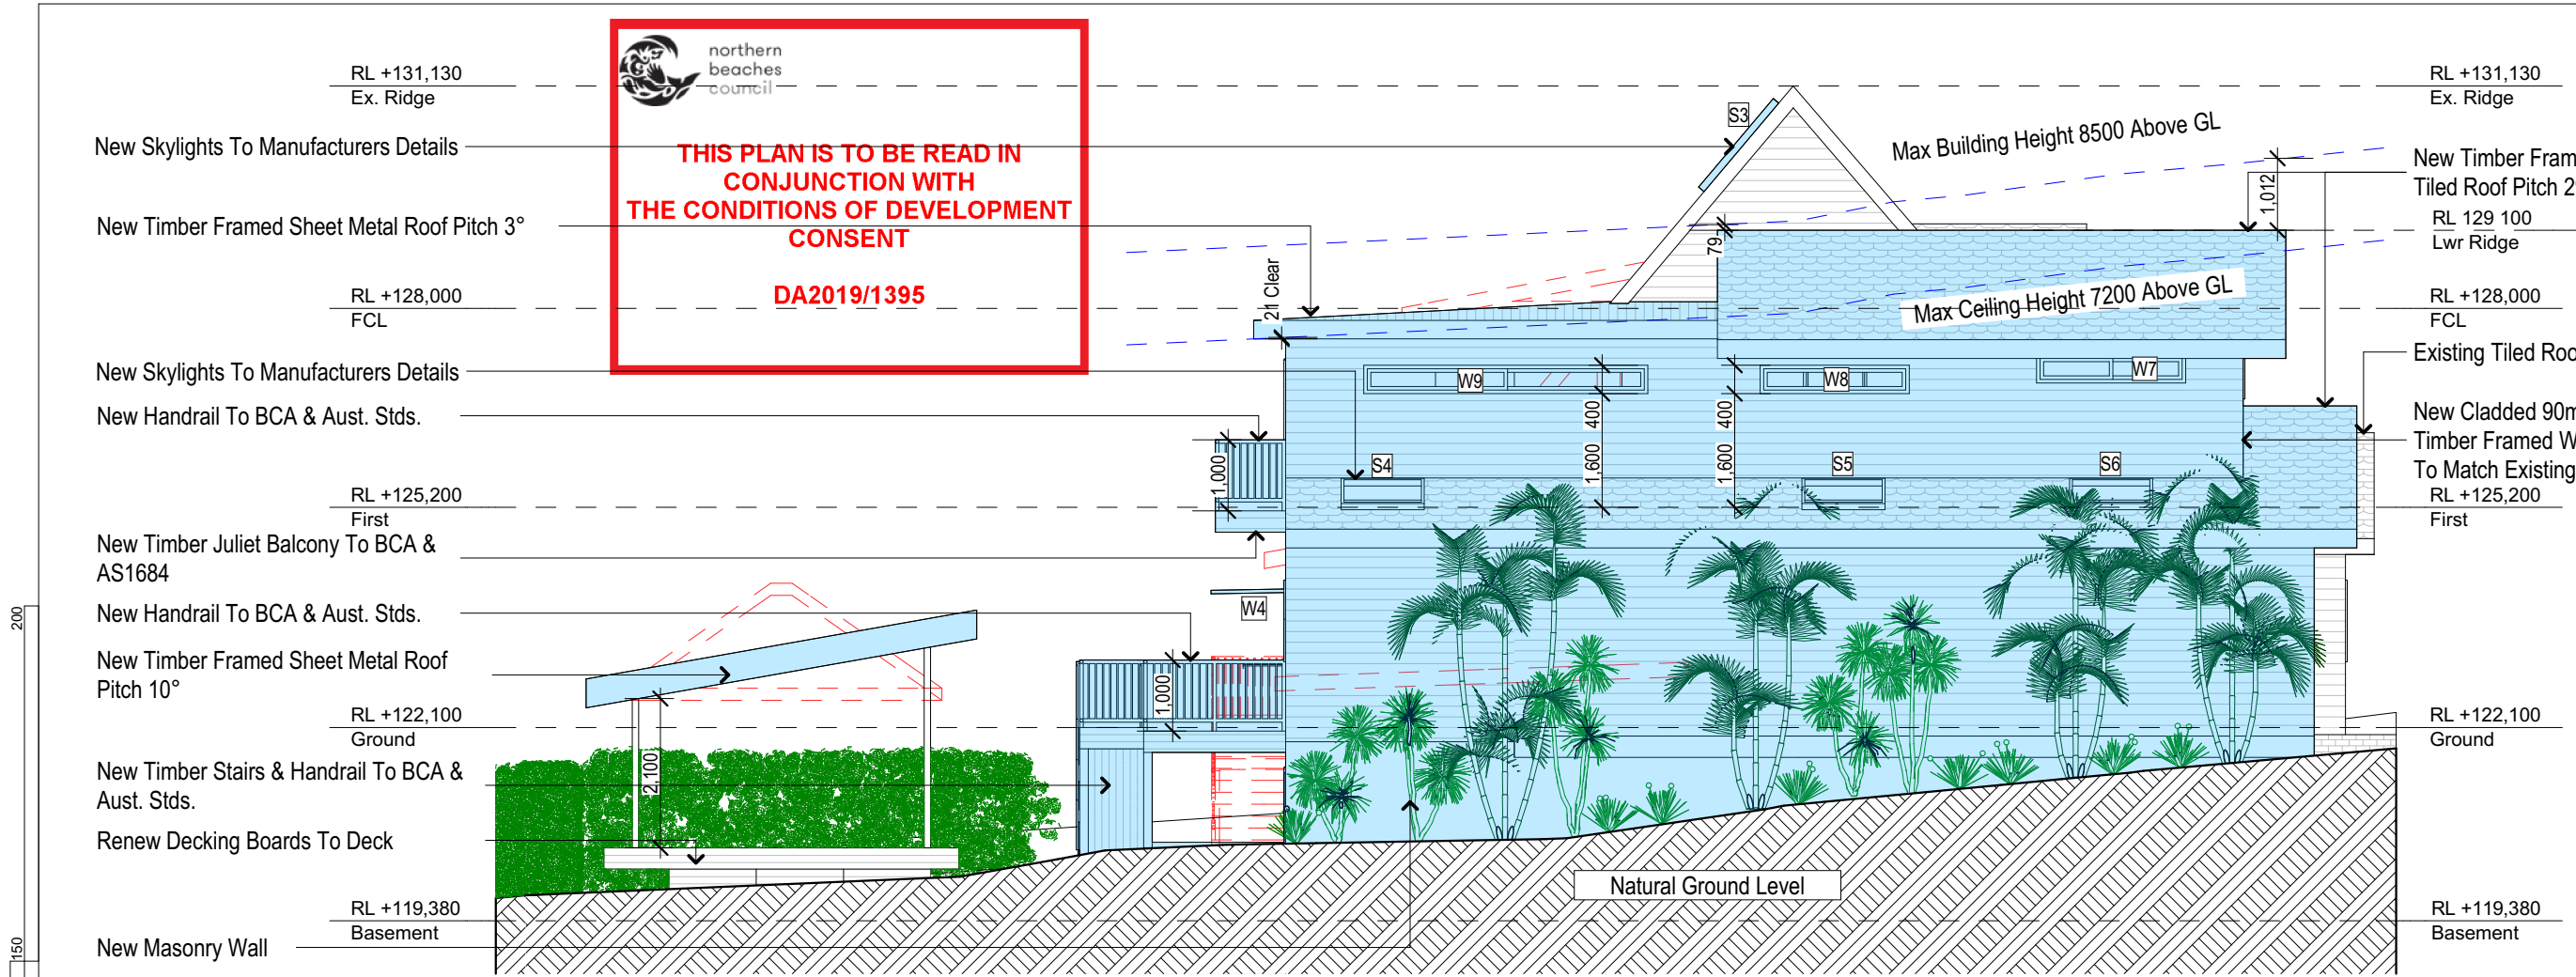 northern
beaches
council
THIS PLAN IS TO BE READ IN
CONJUNCTION WITH
THE CONDITIONS OF DEVELOPMENT
CONSENT
DA2019/1395
RL +131,130
Ex. Ridge
New Skylights To Manufacturers Details
New Timber Framed Sheet Metal Roof Pitch 3°
RL +128,000
FCL
New Skylights To Manufacturers Details
New Handrail To BCA & Aust. Stds.
RL +125,200
First
New Timber Juliet Balcony To BCA &
AS1684
New Handrail To BCA & Aust. Stds.
New Timber Framed Sheet Metal Roof
Pitch 10°
RL +122,100
Ground
New Timber Stairs & Handrail To BCA &
Aust. Stds.
Renew Decking Boards To Deck
RL +119,380
Basement
New Masonry Wall
200
150
2,100
1,000
1,000
W4
211 Clear
S3
79
Max Building Height 8500 Above GL
1,012
Max Ceiling Height 7200 Above GL
W9
W8
W7
400
1,600
400
1,600
S4
S5
S6
Natural Ground Level
RL +131,130
Ex. Ridge
New Timber Fram
Tiled Roof Pitch 2
RL 129 100
Lwr Ridge
RL +128,000
FCL
Existing Tiled Roo
New Cladded 90m
Timber Framed W
To Match Existing
RL +125,200
First
RL +122,100
Ground
RL +119,380
Basement